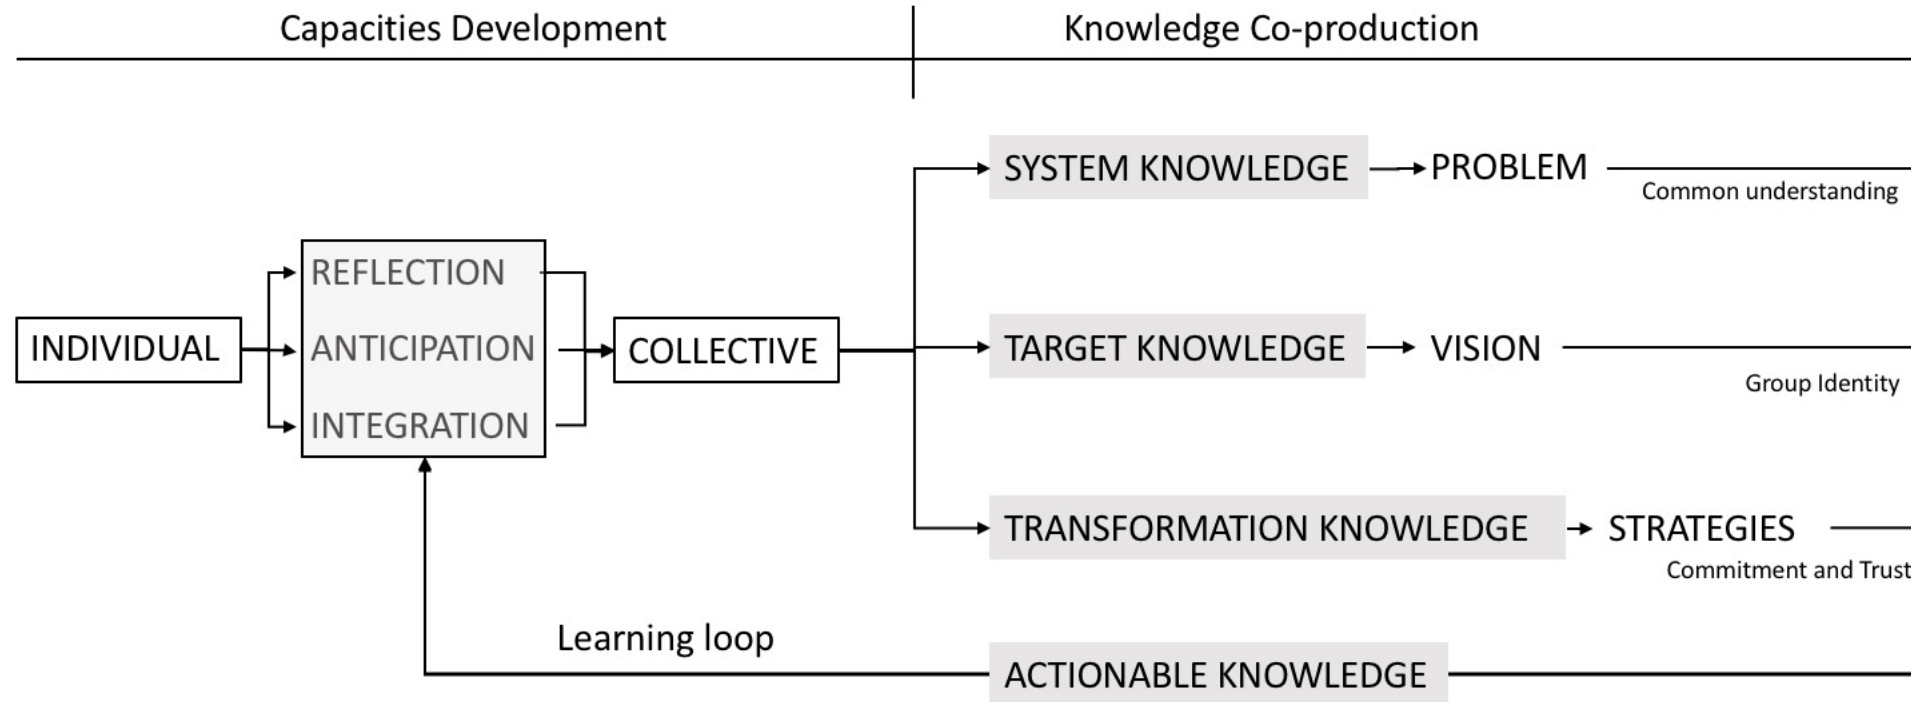 Capacities Development
Knowledge Co-production
SYSTEM KNOWLEDGE
PROBLEM
Common understanding
REFLECTION
INDIVIDUAL
ANTICIPATION
COLLECTIVE
TARGET KNOWLEDGE
VISION
Group Identity
INTEGRATION
TRANSFORMATION KNOWLEDGE
STRATEGIES
Commitment and Trust
Learning loop
ACTIONABLE KNOWLEDGE